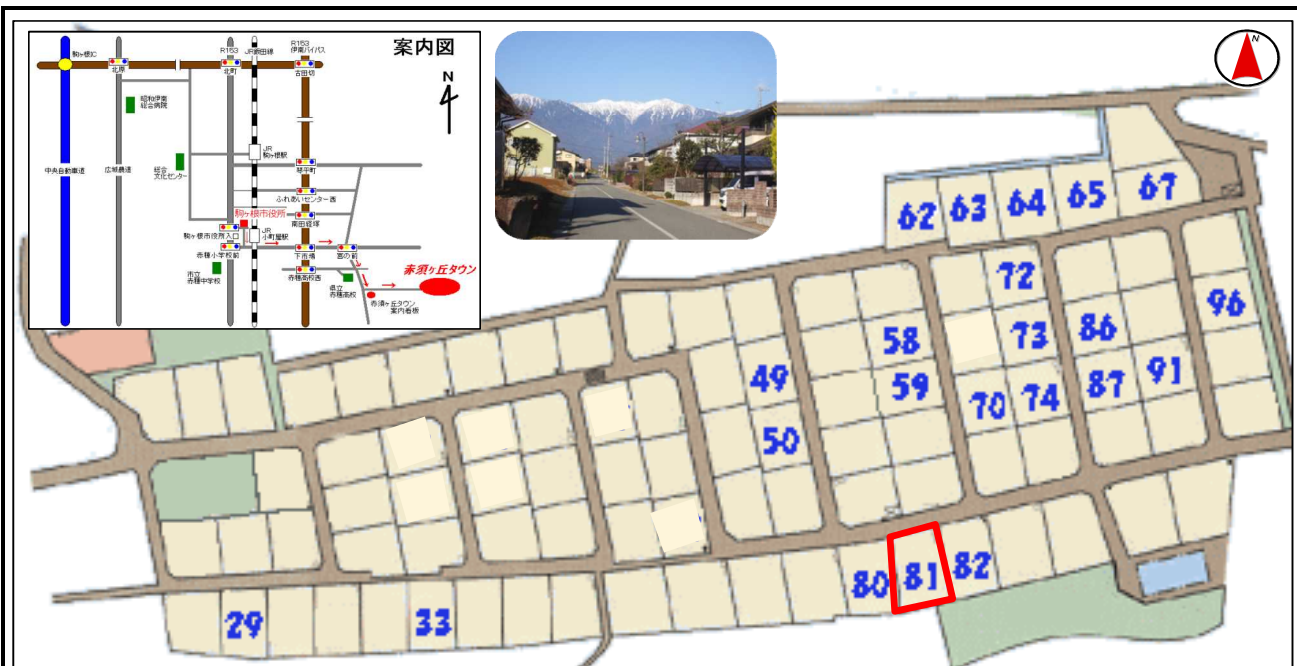 案内図
N
駒ヶ根IC
北原
R153
北町
JR飯田線
R153
伊南バイパス
古田切
昭和伊南
総合病院
中央自動車道
広域農道
総合
文化センター
JR
駒ヶ根駅
琴平町
ふれあいセンター西
駒ヶ根市役所
南田経塚
駒ヶ根市役所入口
JR
小町屋駅
赤穂小学校前
下市場
宮の前
市立
赤穂中学校
赤穂高校西
県立
赤穂高校
赤須ヶ丘タウン
赤須ヶ丘タウン
案内看板
N
62
63
64
65
67
72
96
58
73
86
49
59
91
87
70
74
50
80
81
82
29
33